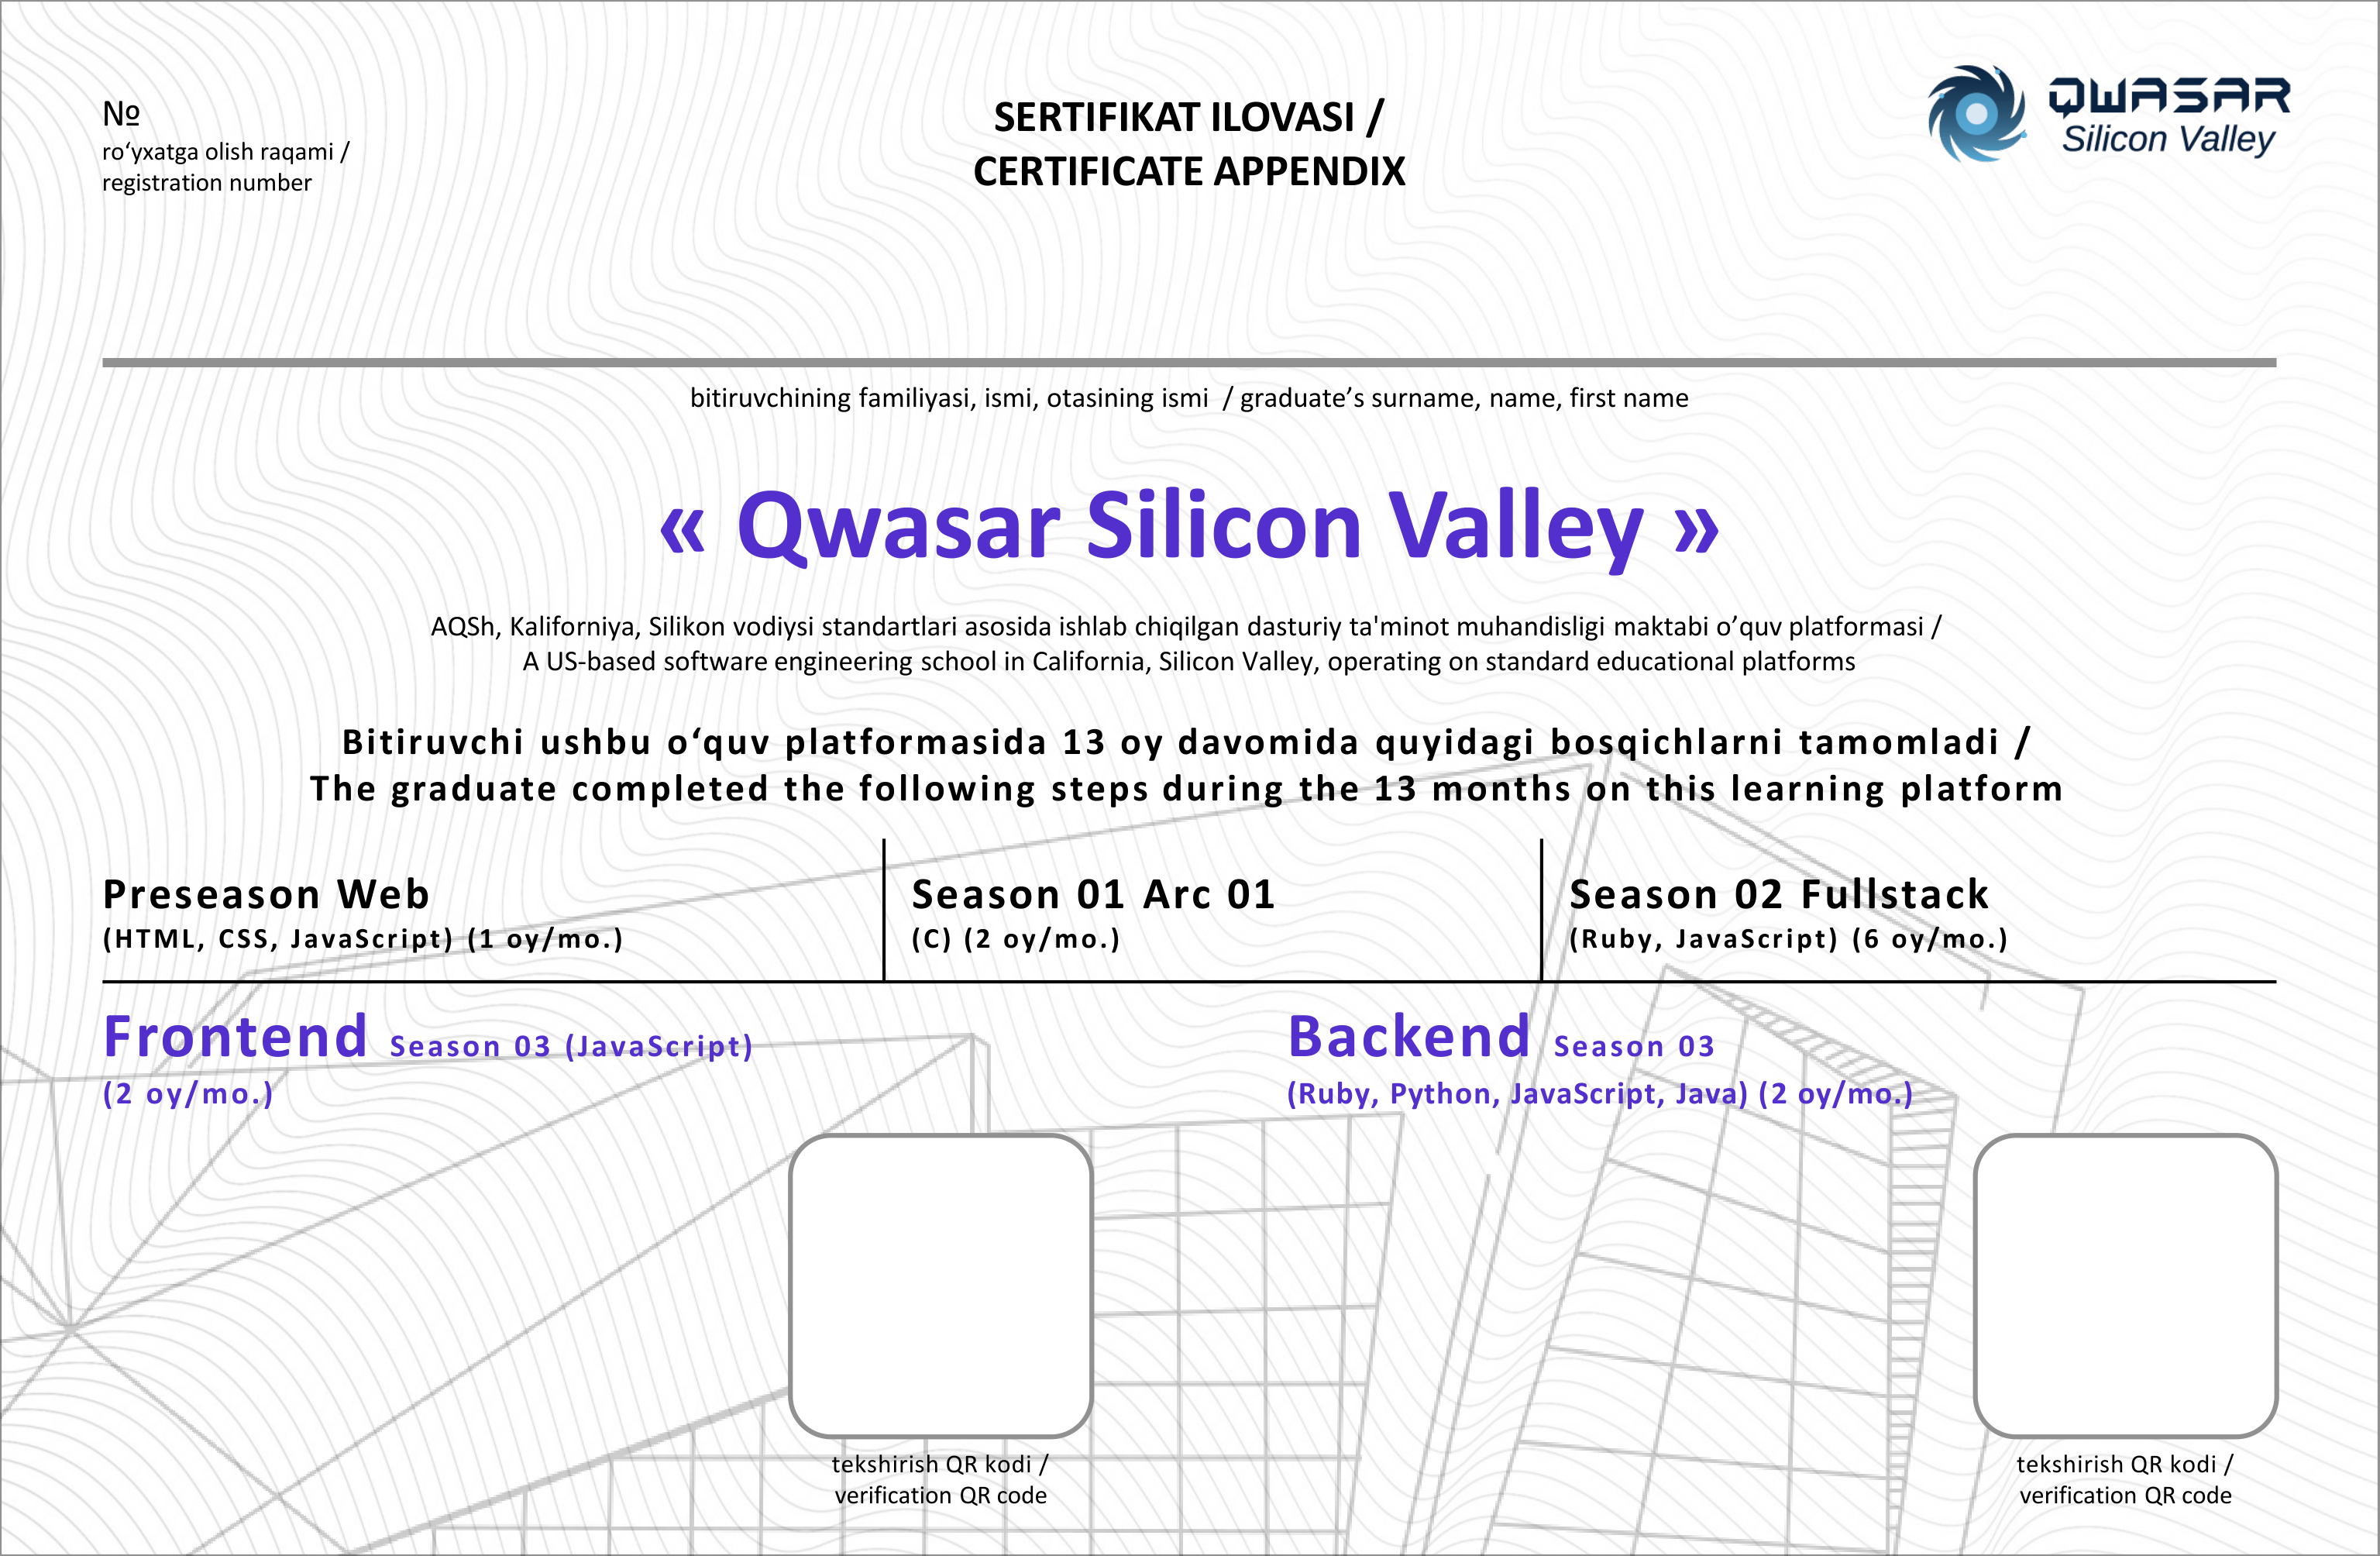 №
ro‘yxatga olish raqami /
registration number
SERTIFIKAT ILOVASI /
CERTIFICATE APPENDIX
QWASAR
Silicon Valley
bitiruvchining familiyasi, ismi, otasining ismi / graduate’s surname, name, first name
« Qwasar Silicon Valley »
AQSh, Kaliforniya, Silikon vodiysi standartlari asosida ishlab chiqilgan dasturiy ta'minot muhandisligi maktabi o’quv platformasi /
A US-based software engineering school in California, Silicon Valley, operating on standard educational platforms
Bitiruvchi ushbu o‘quv platformasida 13 oy davomida quyidagi bosqichlarni tamomladi /
The graduate completed the following steps during the 13 months on this learning platform
Preseason Web
(HTML, CSS, JavaScript) (1 oy/mo.)
Season 01 Arc 01
(C) (2 oy/mo.)
Season 02 Fullstack
(Ruby, JavaScript) (6 oy/mo.)
Frontend Season 03 (JavaScript)
(2 oy/mo.)
Backend Season 03
(Ruby, Python, JavaScript, Java) (2 oy/mo.)
tekshirish QR kodi /
verification QR code
tekshirish QR kodi /
verification QR code